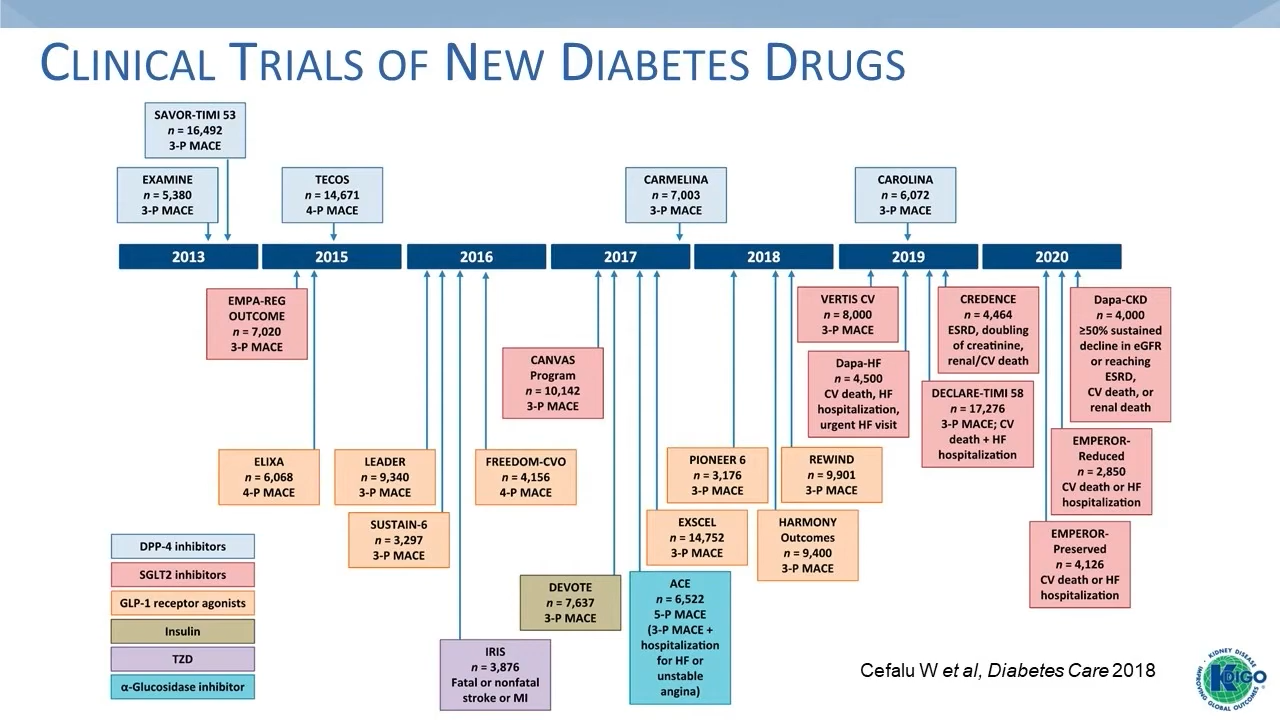 CLINICAL TRIALS OF NEW DIABETES DRUGS
SAVOR-TIMI 53
n = 16,492
3-P MACE
EXAMINE
n = 5,380
3-P MACE
TECOS
n = 14,671
4-P MACE
CARMELINA
n = 7,003
3-P MACE
CAROLINA
n = 6,072
3-P MACE
2013
2015
2016
2017
2018
2019
2020
EMPA-REG
OUTCOME
n = 7,020
3-P MACE
CANVAS
Program
n = 10,142
3-P MACE
VERTIS CV
n = 8,000
3-P MACE
CREDENCE
n = 4,464
ESRD, doubling
of creatinine,
renal/CV death
Dapa-CKD
n = 4,000
≥50% sustained
decline in eGFR
or reaching
ESRD,
CV death, or
renal death
Dapa-HF
n = 4,500
CV death, HF
hospitalization,
urgent HF visit
DECLARE-TIMI 58
n = 17,276
3-P MACE; CV
death + HF
hospitalization
EMPEROR-
Reduced
n = 2,850
CV death or HF
hospitalization
EMPEROR-
Preserved
n = 4,126
CV death or HF
hospitalization
ELIXA
n = 6,068
4-P MACE
LEADER
n = 9,340
3-P MACE
FREEDOM-CVO
n = 4,156
4-P MACE
PIONEER 6
n = 3,176
3-P MACE
REWIND
n = 9,901
3-P MACE
SUSTAIN-6
n = 3,297
3-P MACE
EXSCEL
n = 14,752
3-P MACE
HARMONY
Outcomes
n = 9,400
3-P MACE
DEVOTE
n = 7,637
3-P MACE
ACE
n = 6,522
5-P MACE
(3-P MACE +
hospitalization
for HF or
unstable
angina)
IRIS
n = 3,876
Fatal or nonfatal
stroke or MI
DPP-4 inhibitors
SGLT2 inhibitors
GLP-1 receptor agonists
Insulin
TZD
α-Glucosidase inhibitor
Cefalu W et al, Diabetes Care 2018
KIDNEY DISEASE
KDIGO
IMPROVING GLOBAL OUTCOMES